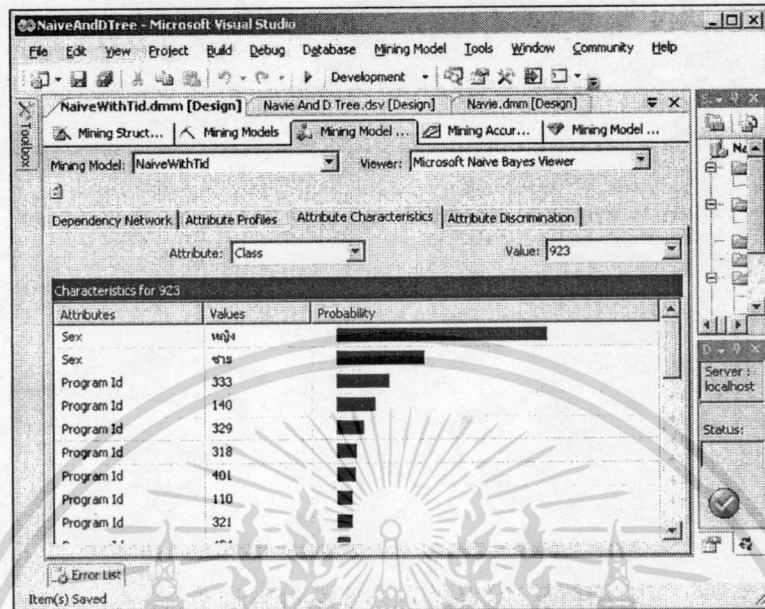 NaiveAndDTree - Microsoft Visual Studio
File Edit View Project Build Debug Database Mining Model Tools Window Community Help
Development
NaiveWithTid.dmm [Design] Navie And D Tree.dsv [Design] Navie.dmm [Design]
Toolbox
Mining Struct... Mining Models Mining Model ... Mining Accur... Mining Model ...
Mining Model: NaiveWithTid Viewer: Microsoft Naive Bayes Viewer
Dependency Network Attribute Profiles Attribute Characteristics Attribute Discrimination
Attribute: Class Value: 923
Characteristics for 923
Attributes Values Probability
Sex หญิง
Sex ชาย
Program Id 333
Program Id 140
Program Id 329
Program Id 318
Program Id 401
Program Id 110
Program Id 321
Server :
localhost
Status:
Error List
Item(s) Saved